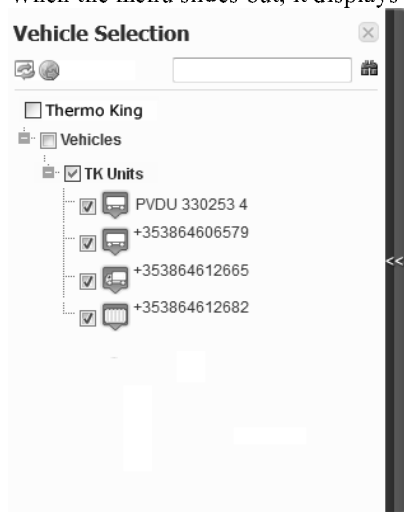 When the menu slides out, it displays
Vehicle Selection
Thermo King
Vehicles
TK Units
PVDU 330253 4
+353864606579
+353864612665
+353864612682
<<